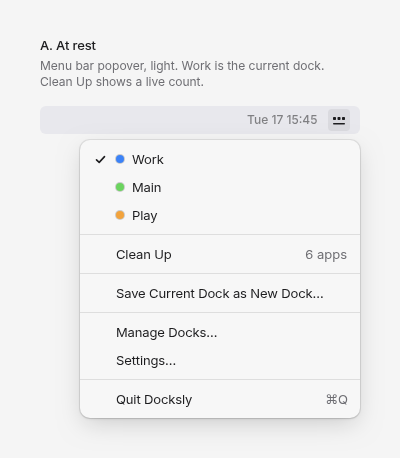 A. At rest
Menu bar popover, light. Work is the current dock.
Clean Up shows a live count.
Tue 17 15:45
Work
Main
Play
Clean Up 6 apps
Save Current Dock as New Dock...
Manage Docks...
Settings...
Quit Docksly ⌘Q